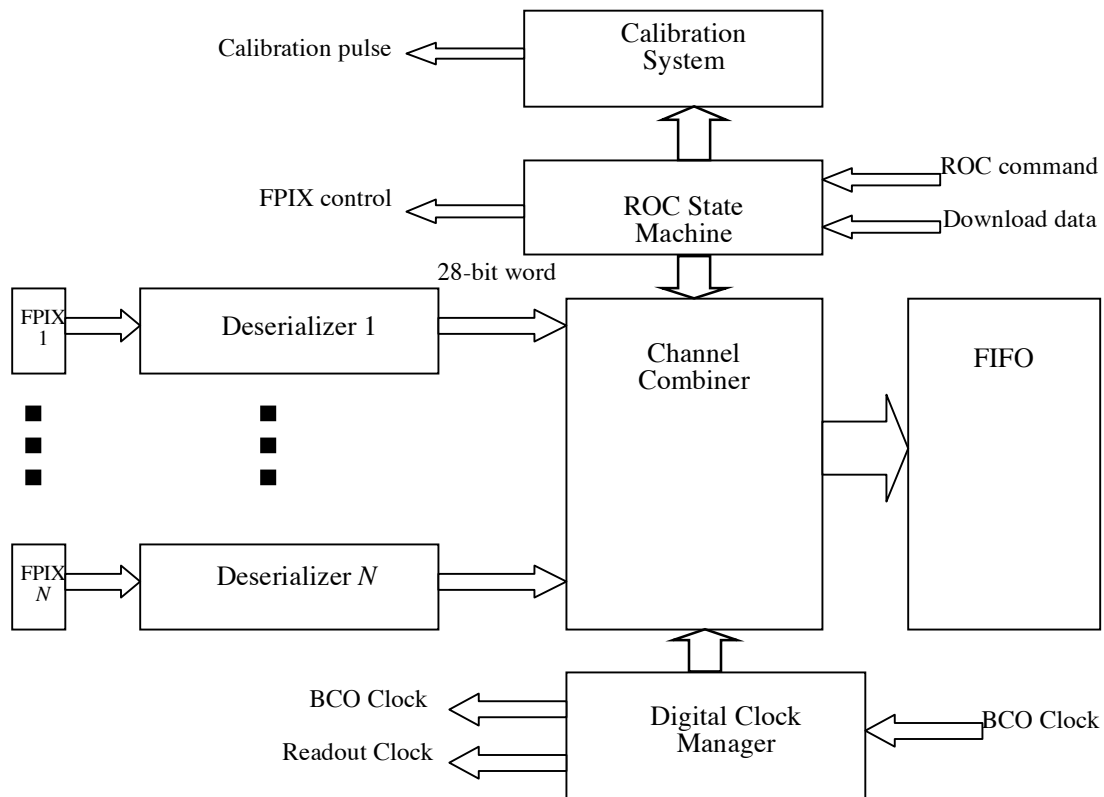 Calibration pulse
Calibration
System
FPIX control
ROC State
Machine
ROC command
Download data
28-bit word
FPIX
1
Deserializer 1
Channel
Combiner
FIFO
FPIX
N
Deserializer N
BCO Clock
Readout Clock
Digital Clock
Manager
BCO Clock